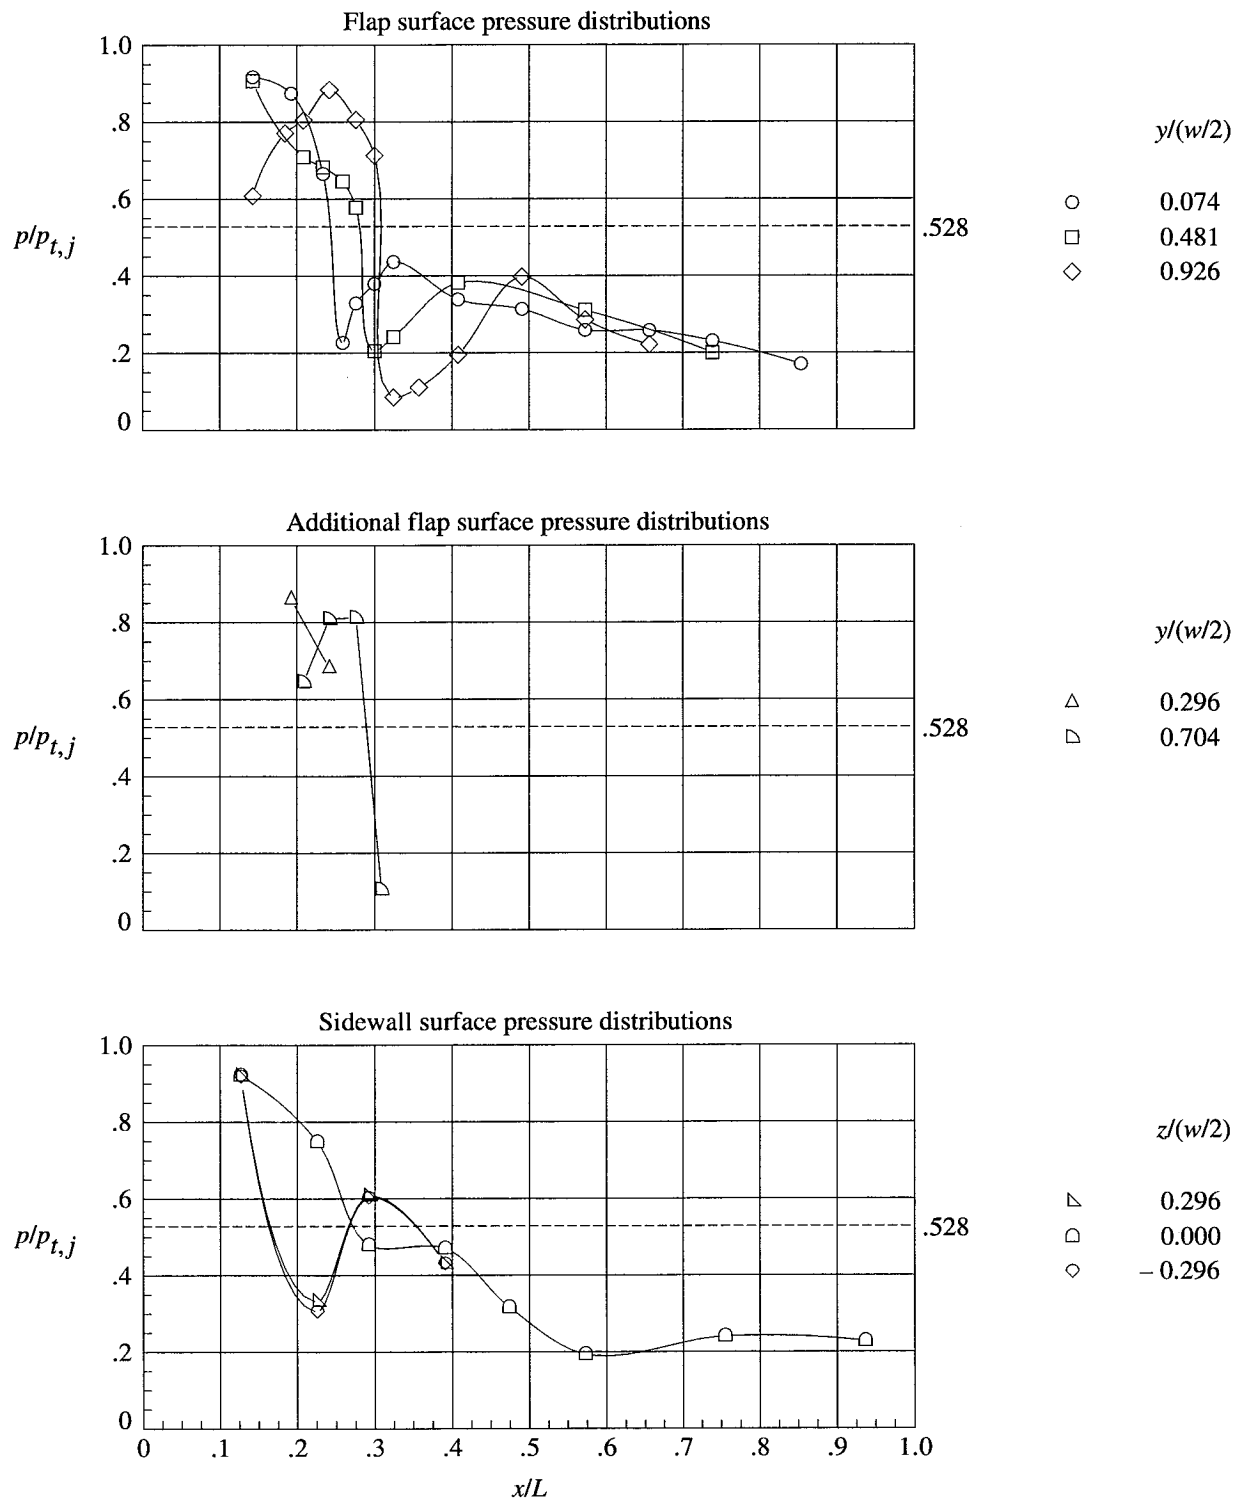 Flap surface pressure distributions
1.0
.8
.6
.4
.2
0
p/pt,j
.528
y/(w/2)
0.074
0.481
0.926
Additional flap surface pressure distributions
1.0
.8
.6
.4
.2
0
p/pt,j
.528
y/(w/2)
0.296
0.704
Sidewall surface pressure distributions
1.0
.8
.6
.4
.2
0
p/pt,j
.528
z/(w/2)
0.296
0.000
– 0.296
0 .1 .2 .3 .4 .5 .6 .7 .8 .9 1.0
x/L